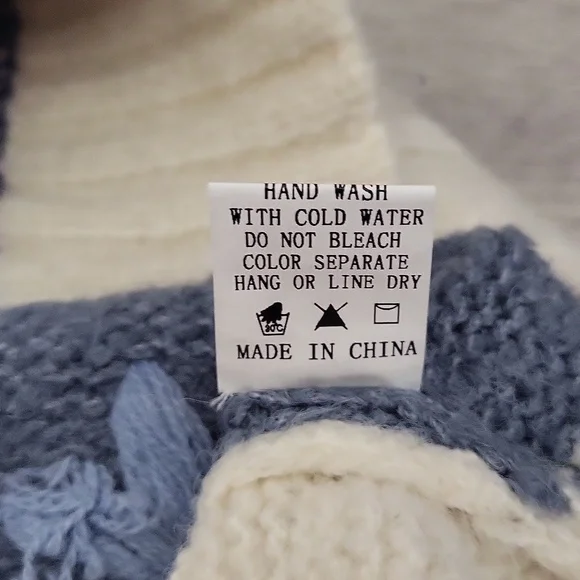 HAND WASH
WITH COLD WATER
DO NOT BLEACH
COLOR SEPARATE
HANG OR LINE DRY
30°C
MADE IN CHINA